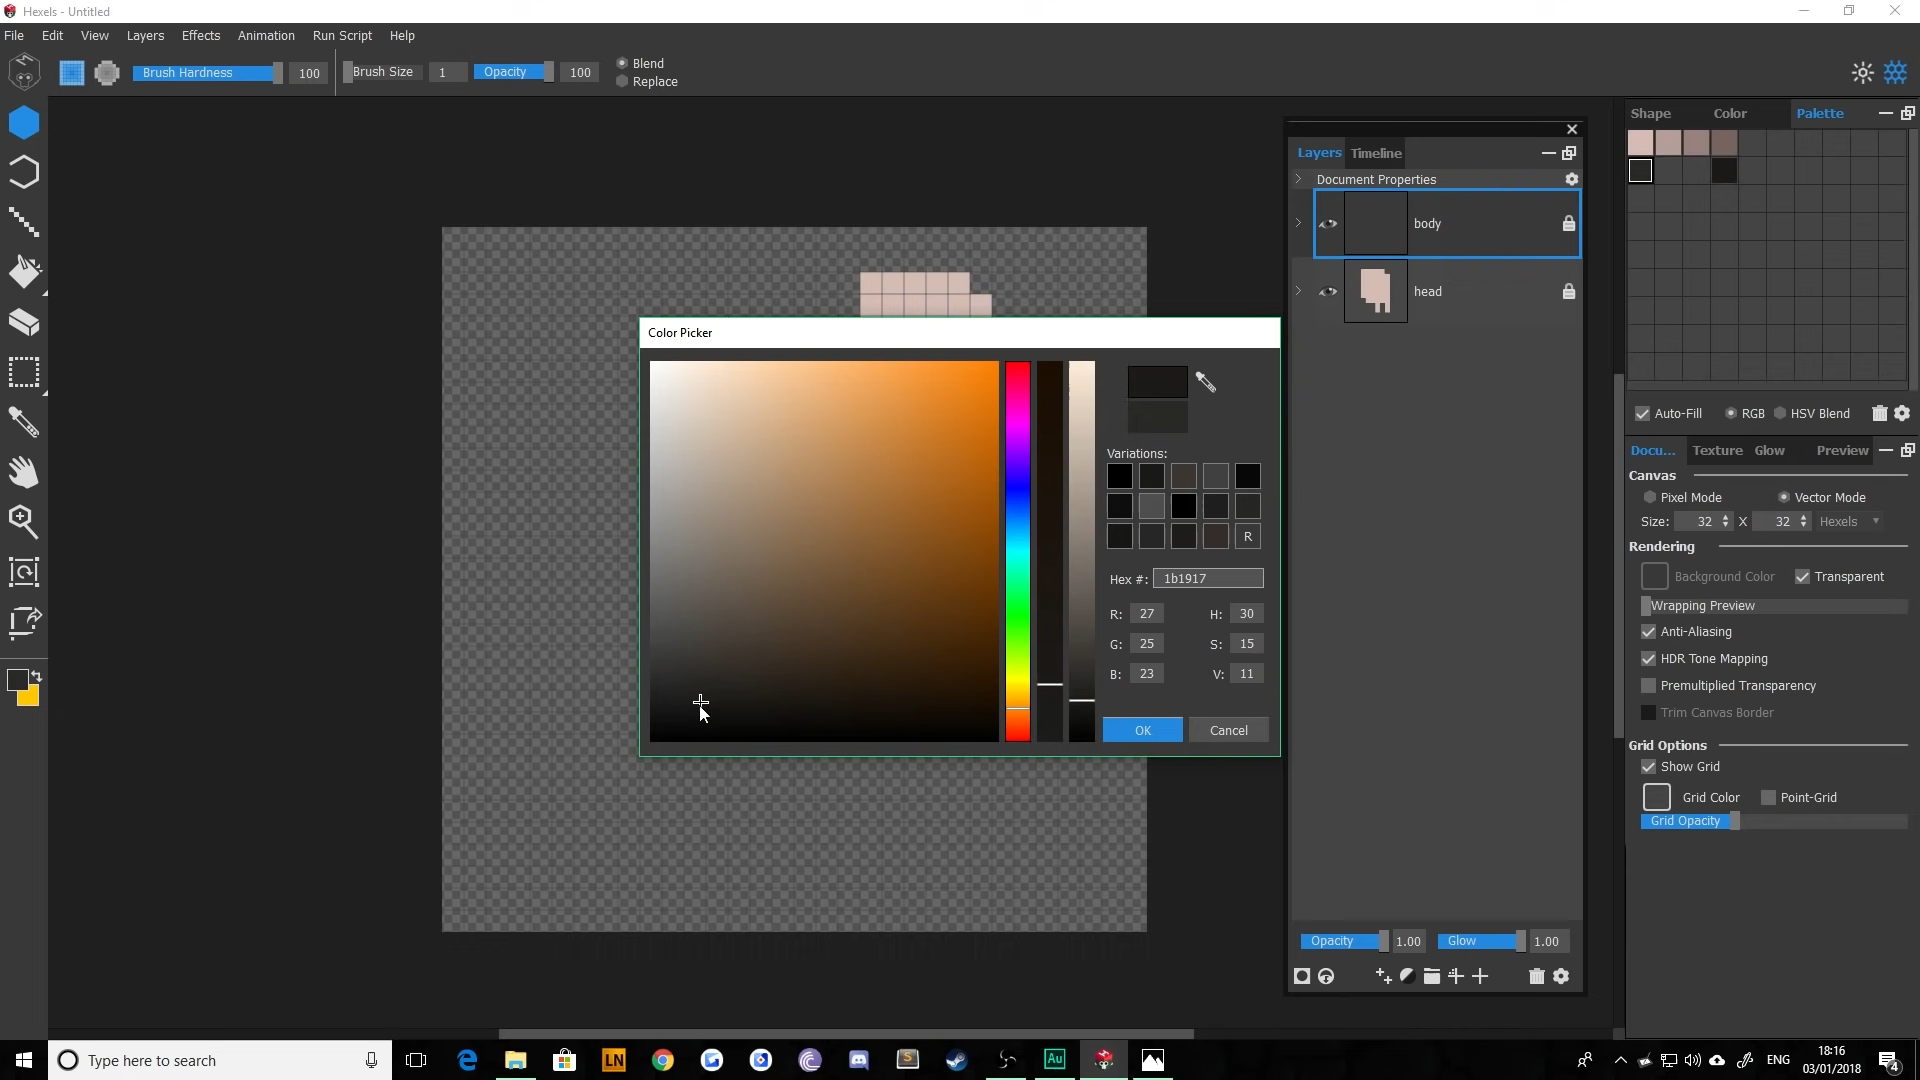 Hexels - Untitled
File Edit View Layers Effects Animation Run Script Help
Brush Hardness 100 Brush Size 1 Opacity 100 Blend
Replace
Shape Color Palette
Layers Timeline
Document Properties
body
head
Auto-Fill RGB HSV Blend
Docu... Texture Glow Preview
Canvas
Pixel Mode Vector Mode
Size: 32 X 32 Hexels
Rendering
Background Color Transparent
Wrapping Preview
Anti-Aliasing
HDR Tone Mapping
Premultiplied Transparency
Trim Canvas Border
Grid Options
Show Grid
Grid Color Point-Grid
Grid Opacity
Color Picker
Variations:
R
Hex #: 1b1917
R: 27 H: 30
G: 25 S: 15
B: 23 V: 11
OK Cancel
Opacity 1.00 Glow 1.00
Type here to search
LN
S
Au
ENG
18:16
03/01/2018
4